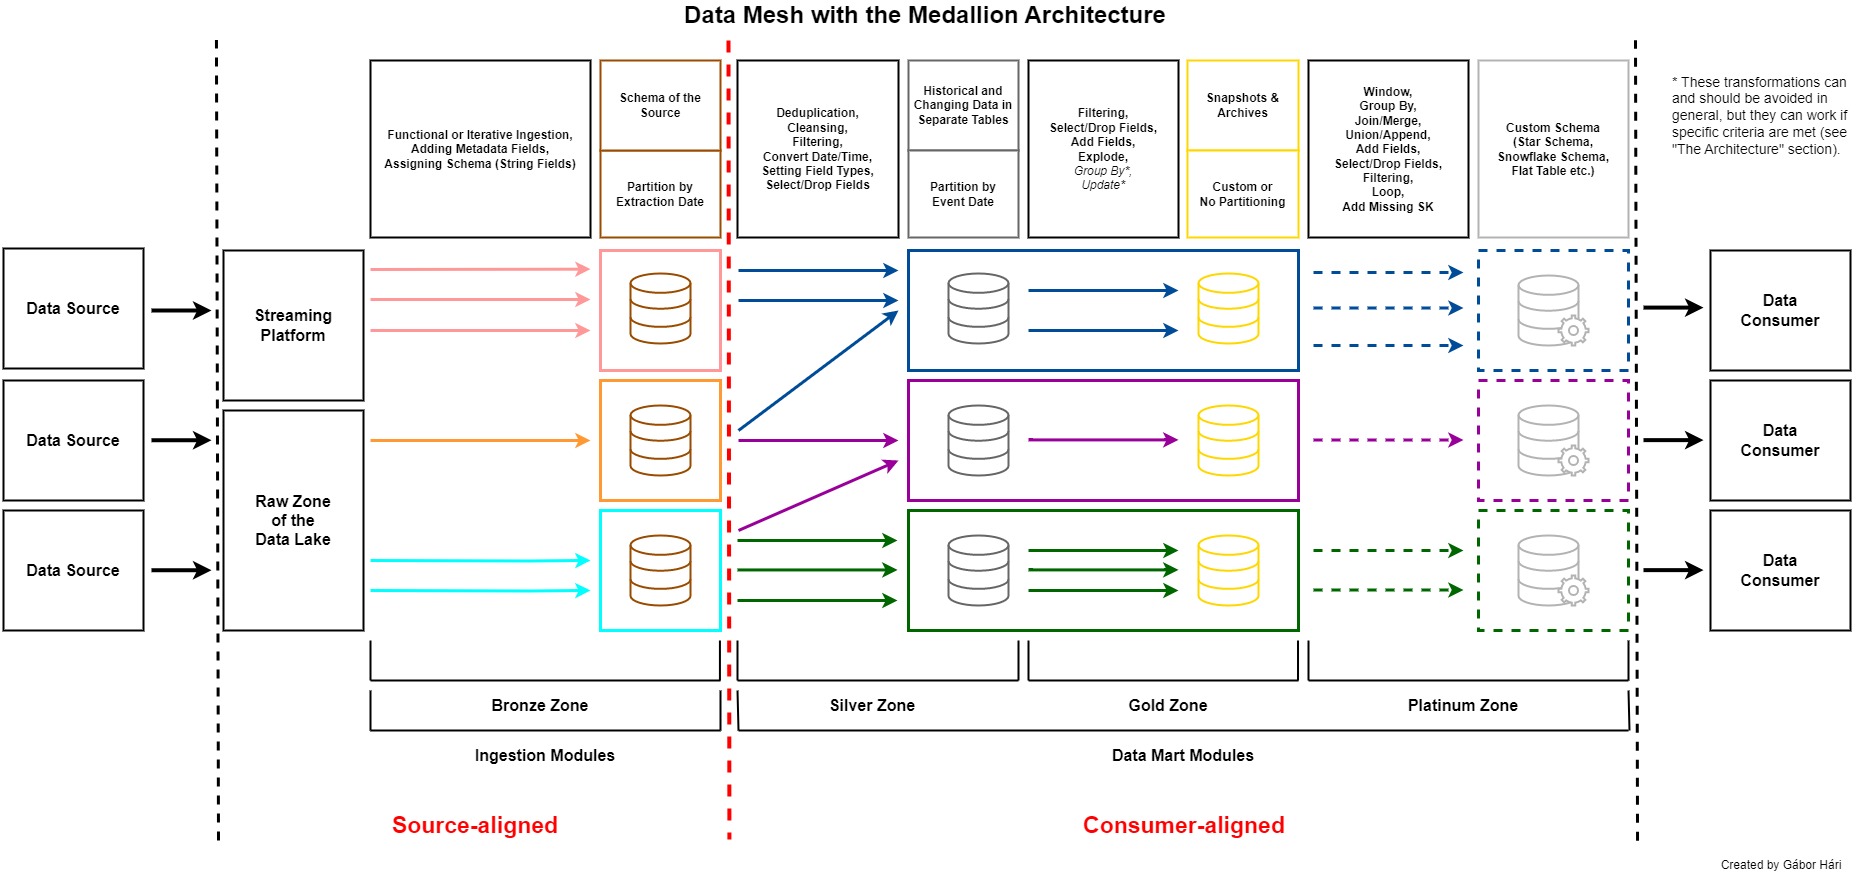 Data Mesh with the Medallion Architecture
Functional or Iterative Ingestion,
Adding Metadata Fields,
Assigning Schema (String Fields)
Schema of the
Source
Partition by
Extraction Date
Deduplication,
Cleansing,
Filtering,
Convert Date/Time,
Setting Field Types,
Select/Drop Fields
Historical and
Changing Data in
Separate Tables
Partition by
Event Date
Filtering,
Select/Drop Fields,
Add Fields,
Explode,
Group By*,
Update*
Snapshots &
Archives
Custom or
No Partitioning
Window,
Group By,
Join/Merge,
Union/Append,
Add Fields,
Select/Drop Fields,
Filtering,
Loop,
Add Missing SK
Custom Schema
(Star Schema,
Snowflake Schema,
Flat Table etc.)
* These transformations can
and should be avoided in
general, but they can work if
specific criteria are met (see
"The Architecture" section).
Data Source
Data Source
Data Source
Streaming
Platform
Raw Zone
of the
Data Lake
Data
Consumer
Data
Consumer
Data
Consumer
Bronze Zone
Silver Zone
Gold Zone
Platinum Zone
Ingestion Modules
Data Mart Modules
Source-aligned
Consumer-aligned
Created by Gábor Hári